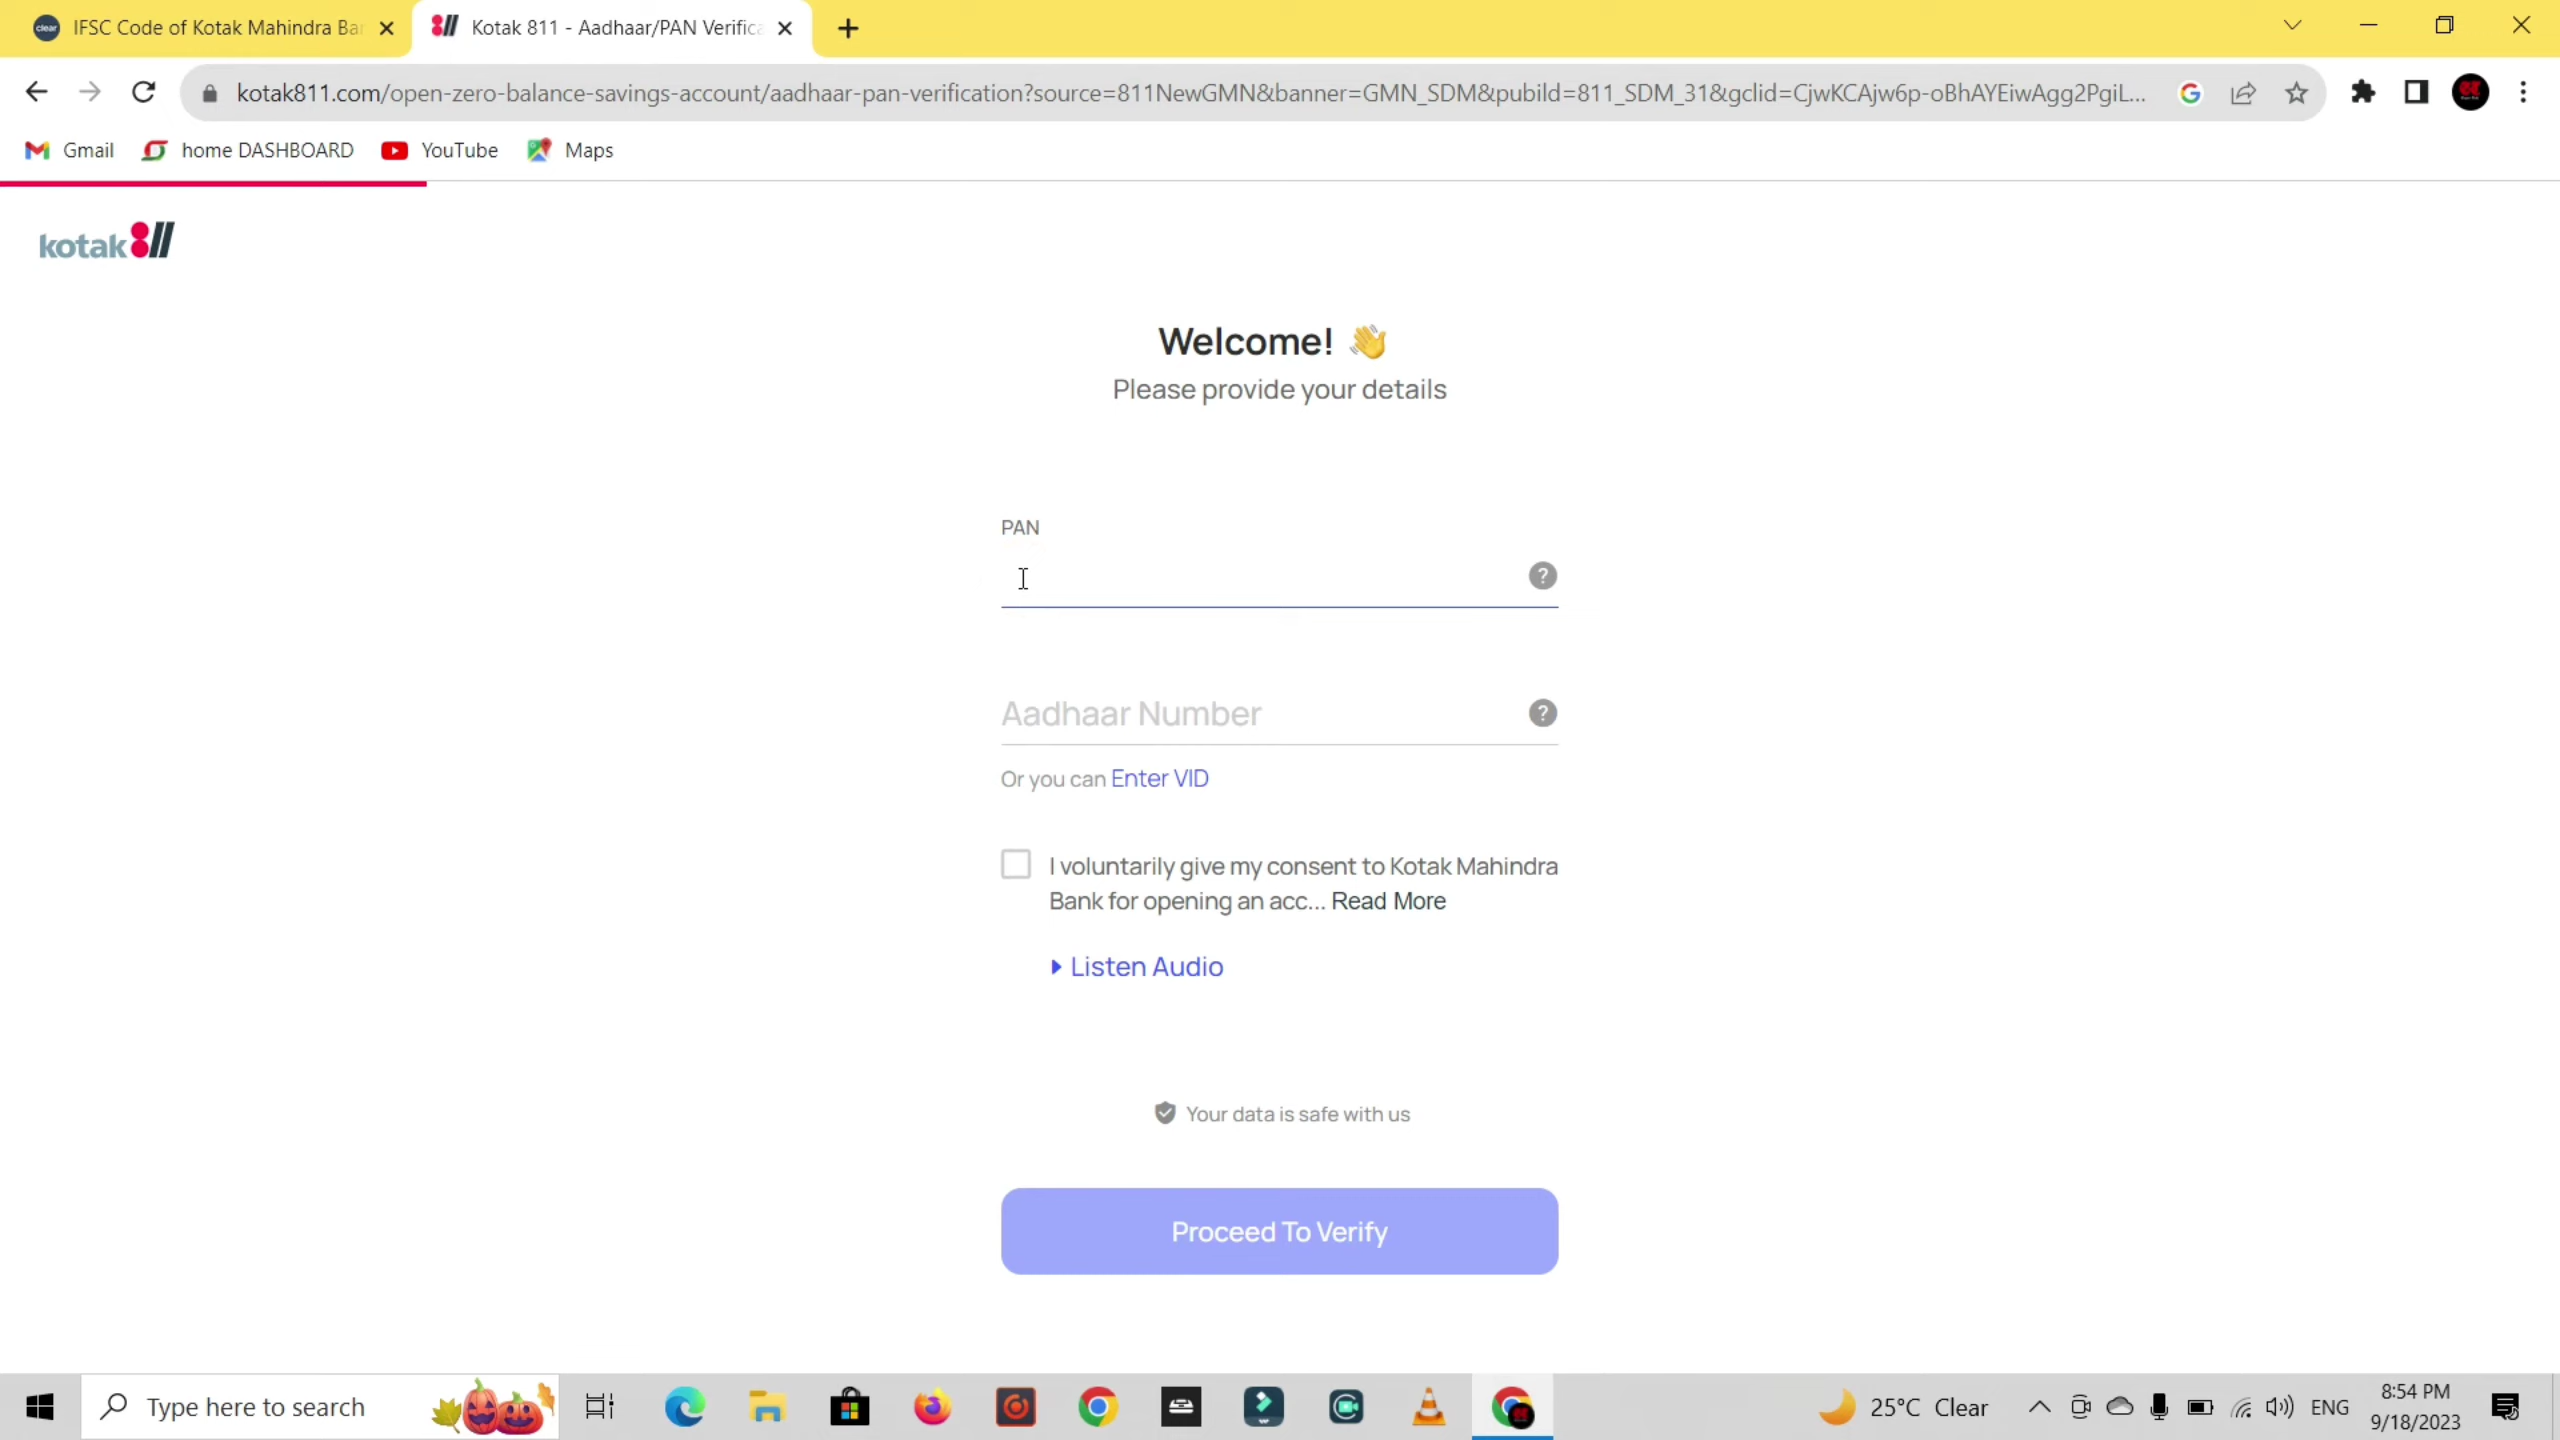 clear IFSC Code of Kotak Mahindra Ba
Kotak 811 - Aadhaar/PAN Verific
kotak811.com/open-zero-balance-savings-account/aadhaar-pan-verification?source=811NewGMN&banner=GMN_SDM&pubild=811_SDM_31&gclid=CjwKCAjw6p-oBhAYEiwAgg2PgiL...
Gmail home DASHBOARD YouTube Maps
kotak811
Welcome! 👋
Please provide your details
PAN
Aadhaar Number
Or you can Enter VID
I voluntarily give my consent to Kotak Mahindra
Bank for opening an acc... Read More
Listen Audio
Your data is safe with us
Proceed To Verify
Type here to search
25°C Clear
ENG
8:54 PM
9/18/2023